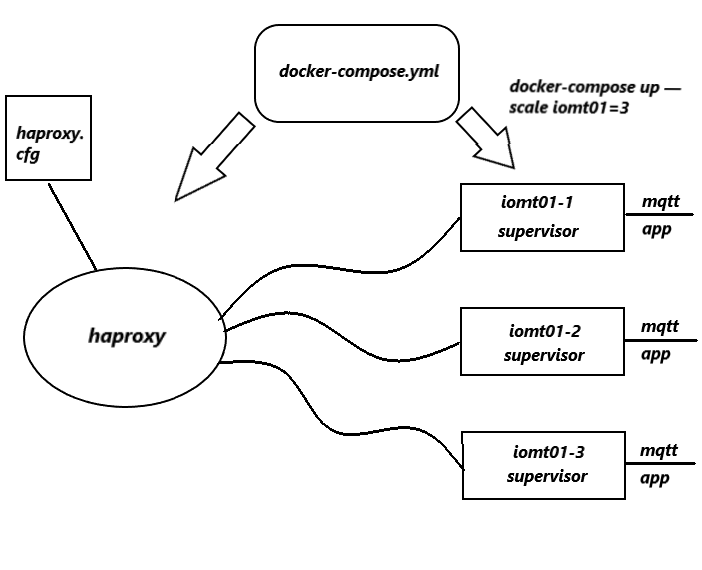 docker-compose.yml
docker-compose up —
scale iomt01=3
haproxy.
cfg
iomt01-1
supervisor
mqtt
app
haproxy
iomt01-2
supervisor
mqtt
app
iomt01-3
supervisor
mqtt
app